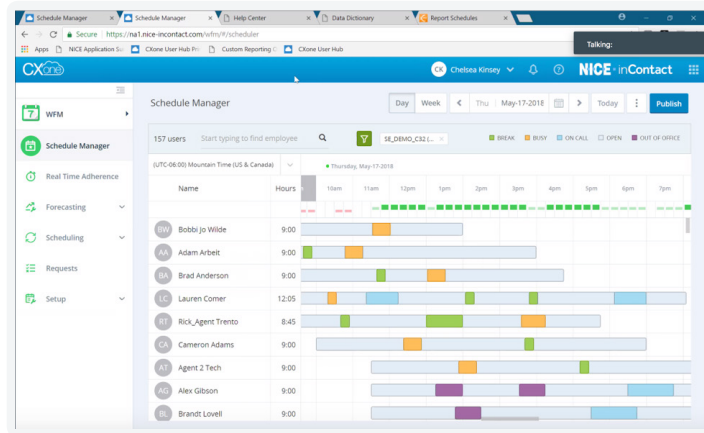 Schedule Manager
Schedule Manager
Help Center
Data Dictionary
Report Schedules
Secure https://na1.nice-incontact.com/wfm/#/scheduler
Apps
NICE Application Sui
CXone User Hub Pr
Custom Reporting
CXone User Hub
Talking:
CXone
CK Chelsea Kinsey
NICE inContact
7 WFM
Schedule Manager
Real Time Adherence
Forecasting
Scheduling
Requests
Setup
Schedule Manager
Day Week Thu May-17-2018 Today Publish
157 users Start typing to find employee
BREAK BUSY ON CALL OPEN OUT OF OFFICE
(UTC-06:00) Mountain Time (US & Canada) Thursday, May-17-2018
Name Hours 10am 11am 12pm 1pm 2pm 3pm 4pm 5pm 6pm 7pm
BW Bobbi Jo Wilde 9:00
AA Adam Arbeit 9:00
BA Brad Anderson 9:00
LC Lauren Comer 12:05
RT Rick_Agent Trento 8:45
CA Cameron Adams 9:00
AT Agent 2 Tech 9:00
AG Alex Gibson 9:00
BL Brandt Lovell 9:00